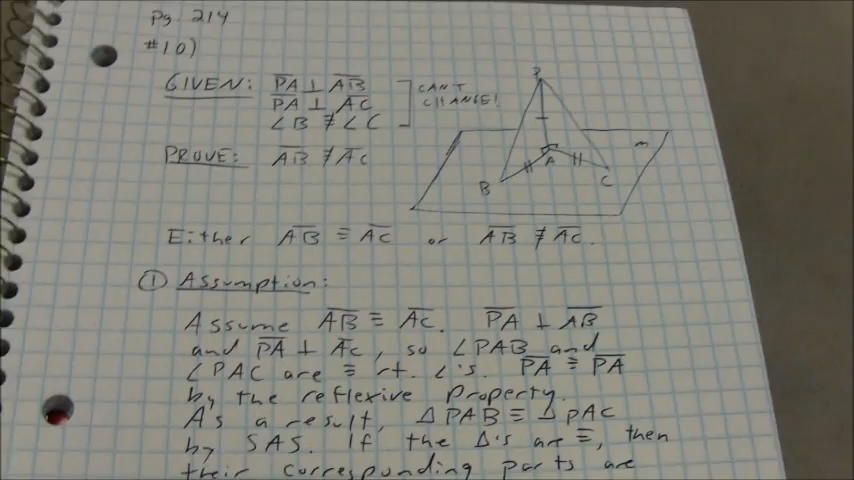 Pg. 214
#10)
GIVEN: PA ⊥ AB
PA ⊥ AC
∠B ≢ ∠C
CAN'T CHANGE!
PROVE: AB ≢ AC
P
B
A
C
m
Either AB ≡ AC or AB ≢ AC.
① Assumption:
Assume AB ≡ AC. PA ⊥ AB
and PA ⊥ AC, so ∠PAB and
∠PAC are ≡ rt. ∠'s. PA ≡ PA
by the reflexive property.
As a result, △PAB ≡ △PAC
by SAS. If the △'s are ≡, then
their corresponding parts are